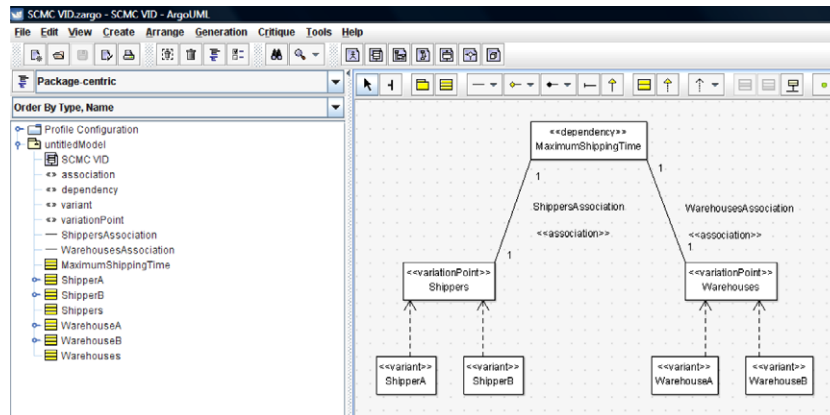 SCMC VID.zargo - SCMC VID - ArgoUML
File Edit View Create Arrange Generation Critique Tools Help
Package-centric
Order By Type, Name
Profile Configuration
untitledModel
SCMC VID
<> association
<> dependency
<> variant
<> variationPoint
ShippersAssociation
WarehousesAssociation
MaximumShippingTime
ShipperA
ShipperB
Shippers
WarehouseA
WarehouseB
Warehouses
<<dependency>>
MaximumShippingTime
1
1
ShippersAssociation
WarehousesAssociation
<<association>>
<<association>>
1
1
<<variationPoint>>
Shippers
<<variationPoint>>
Warehouses
<<variant>>
ShipperA
<<variant>>
ShipperB
<<variant>>
WarehouseA
<<variant>>
WarehouseB